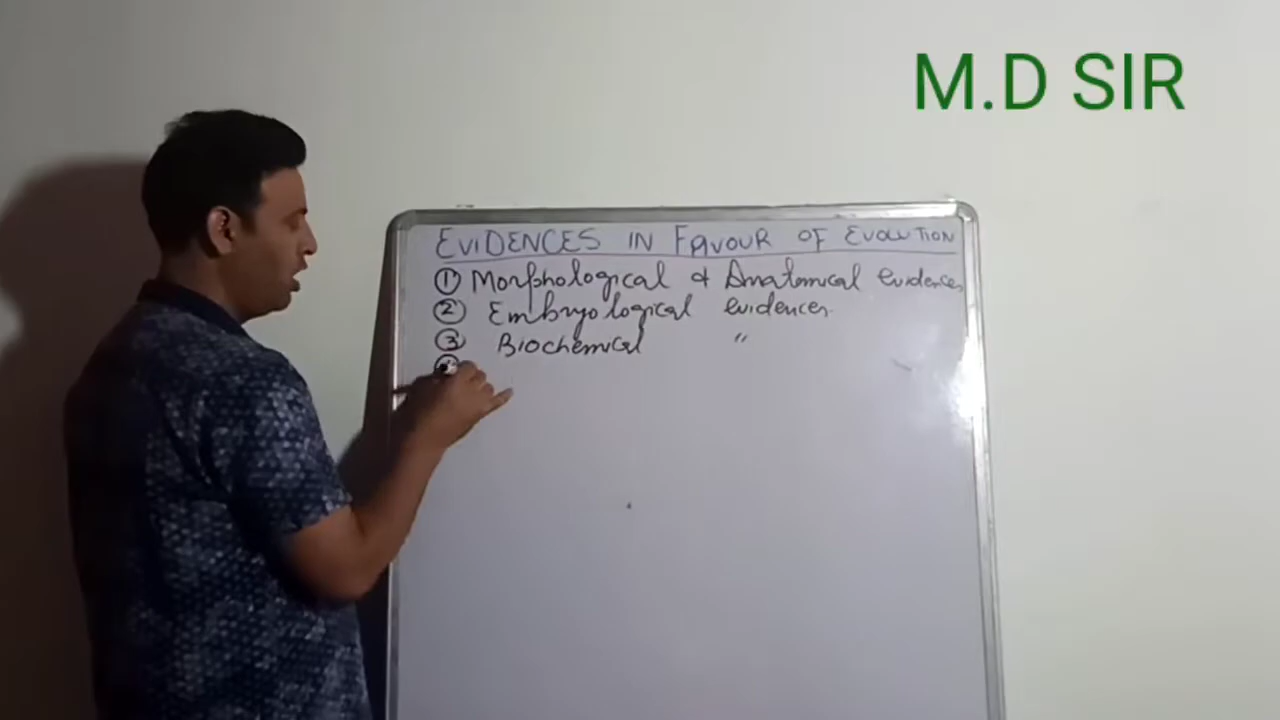 M.D SIR
EVIDENCES IN FAVOUR OF EVOLUTION
① Morphological & Anatomical evidences
② Embryological evidences
③ Biochemical "